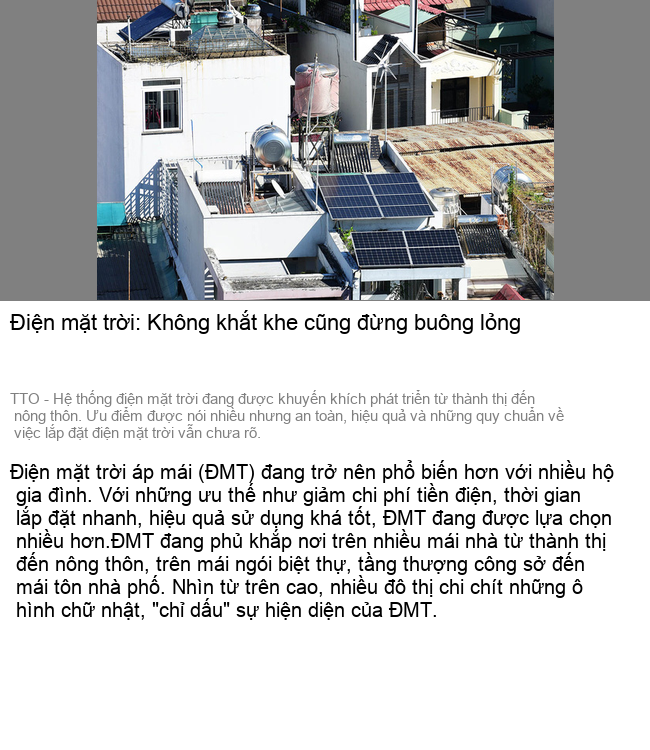 Điện mặt trời: Không khắt khe cũng đừng buông lỏng
TTO - Hệ thống điện mặt trời đang được khuyến khích phát triển từ thành thị đến
nông thôn. Ưu điểm được nói nhiều nhưng an toàn, hiệu quả và những quy chuẩn về
việc lắp đặt điện mặt trời vẫn chưa rõ.
Điện mặt trời áp mái (ĐMT) đang trở nên phổ biến hơn với nhiều hộ
gia đình. Với những ưu thế như giảm chi phí tiền điện, thời gian
lắp đặt nhanh, hiệu quả sử dụng khá tốt, ĐMT đang được lựa chọn
nhiều hơn.ĐMT đang phủ khắp nơi trên nhiều mái nhà từ thành thị
đến nông thôn, trên mái ngói biệt thự, tầng thượng công sở đến
mái tôn nhà phố. Nhìn từ trên cao, nhiều đô thị chi chít những ô
hình chữ nhật, "chỉ dấu" sự hiện diện của ĐMT.